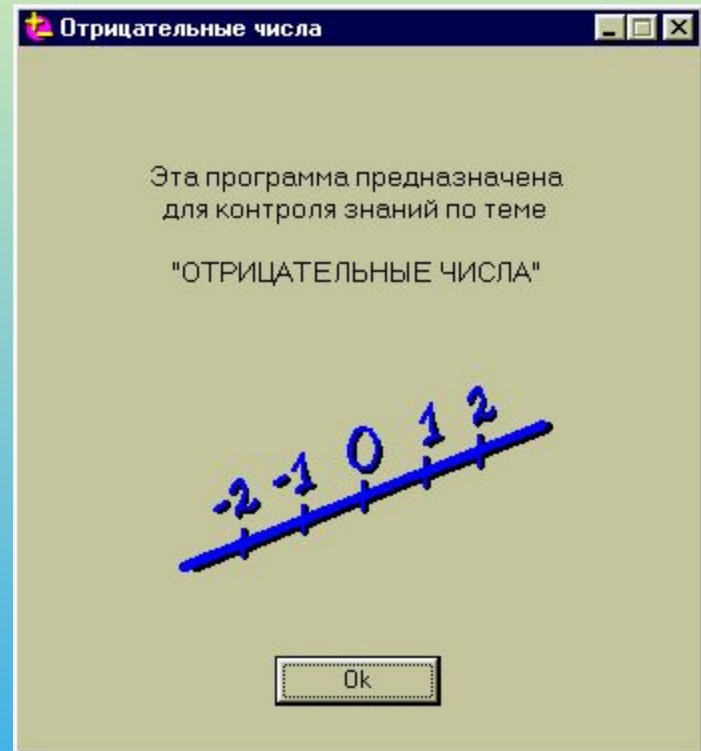 Отрицательные числа
Эта программа предназначена
для контроля знаний по теме
"ОТРИЦАТЕЛЬНЫЕ ЧИСЛА"
-2 -1 0 1 2
Ok